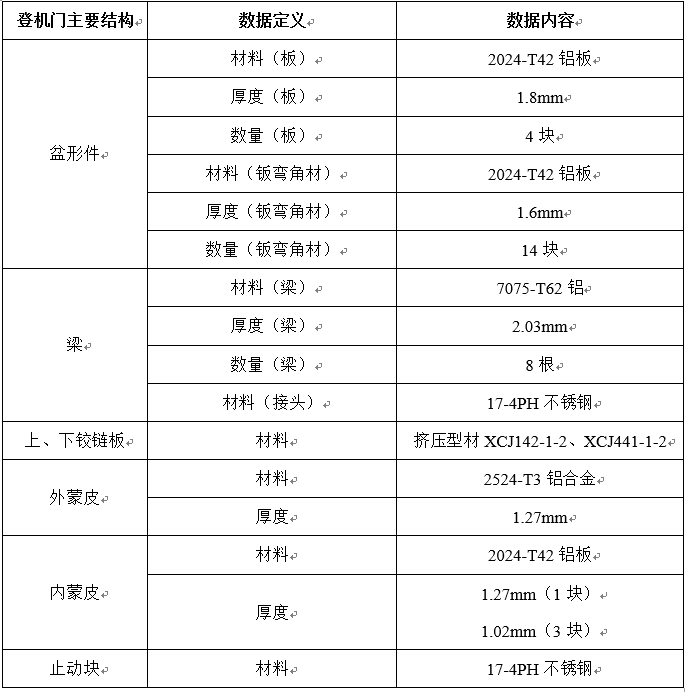 登机门主要结构 数据定义 数据内容
盆形件 材料（板） 2024-T42 铝板
厚度（板） 1.8mm
数量（板） 4 块
材料（钣弯角材） 2024-T42 铝板
厚度（钣弯角材） 1.6mm
数量（钣弯角材） 14 块
梁 材料（梁） 7075-T62 铝
厚度（梁） 2.03mm
数量（梁） 8 根
材料（接头） 17-4PH 不锈钢
上、下铰链板 材料 挤压型材 XCJ142-1-2、XCJ441-1-2
外蒙皮 材料 2524-T3 铝合金
厚度 1.27mm
内蒙皮 材料 2024-T42 铝板
厚度 1.27mm（1 块）
1.02mm（3 块）
止动块 材料 17-4PH 不锈钢